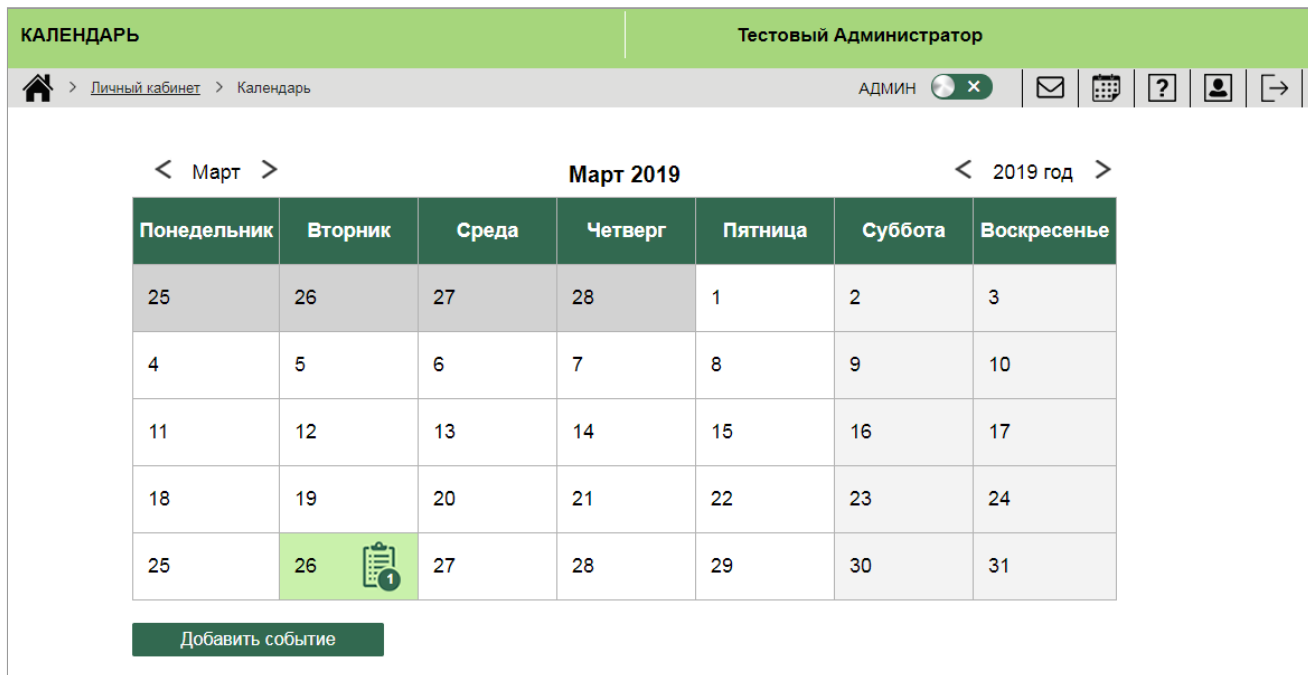 КАЛЕНДАРЬ Тестовый Администратор
> Личный кабинет > Календарь АДМИН
< Март > Март 2019 < 2019 год >
Понедельник Вторник Среда Четверг Пятница Суббота Воскресенье
25 26 27 28 1 2 3
4 5 6 7 8 9 10
11 12 13 14 15 16 17
18 19 20 21 22 23 24
25 26 1 27 28 29 30 31
Добавить событие